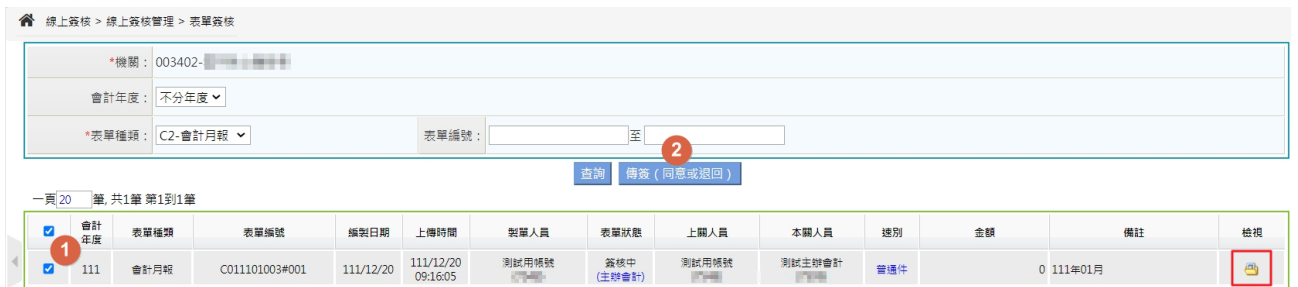 線上簽核 > 線上簽核管理 > 表單簽核
*機關： 003402-
會計年度： 不分年度
*表單種類： C2-會計月報 表單編號： 至
2
查詢 傳簽（同意或退回）
一頁 20 筆, 共1筆 第1到1筆
會計年度 表單種類 表單編號 編製日期 上傳時間 製單人員 表單狀態 上關人員 本關人員 速別 金額 備註 檢視
1
111 會計月報 C011101003#001 111/12/20 111/12/20 09:16:05 測試用帳號 簽核中 (主辦會計) 測試用帳號 測試主辦會計 普通件 0 111年01月